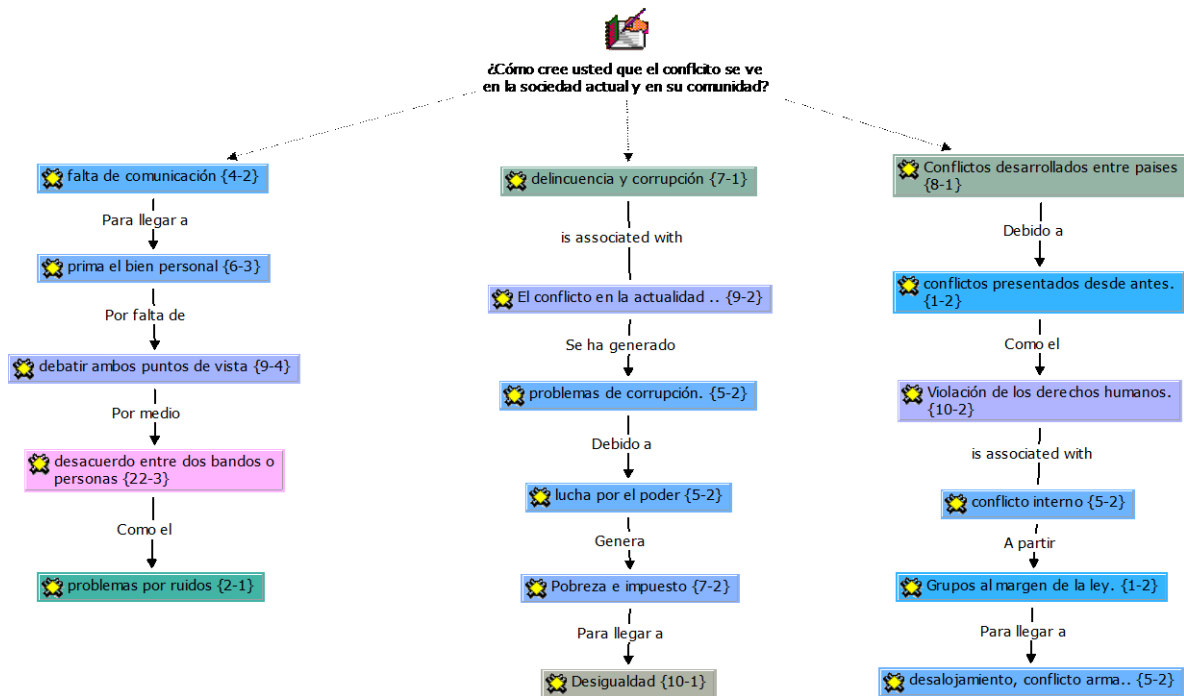 ¿Cómo cree usted que el conflcito se ve
en la sociedad actual y en su comunidad?
falta de comunicación {4-2}
Para llegar a
prima el bien personal {6-3}
Por falta de
debatir ambos puntos de vista {9-4}
Por medio
desacuerdo entre dos bandos o
personas {22-3}
Como el
problemas por ruidos {2-1}
delincuencia y corrupción {7-1}
is associated with
El conflicto en la actualidad .. {9-2}
Se ha generado
problemas de corrupción. {5-2}
Debido a
lucha por el poder {5-2}
Genera
Pobreza e impuesto {7-2}
Para llegar a
Desigualdad {10-1}
Conflictos desarrollados entre paises
{8-1}
Debido a
conflictos presentados desde antes.
{1-2}
Como el
Violación de los derechos humanos.
{10-2}
is associated with
conflicto interno {5-2}
A partir
Grupos al margen de la ley. {1-2}
Para llegar a
desalojamiento, conflicto arma.. {5-2}